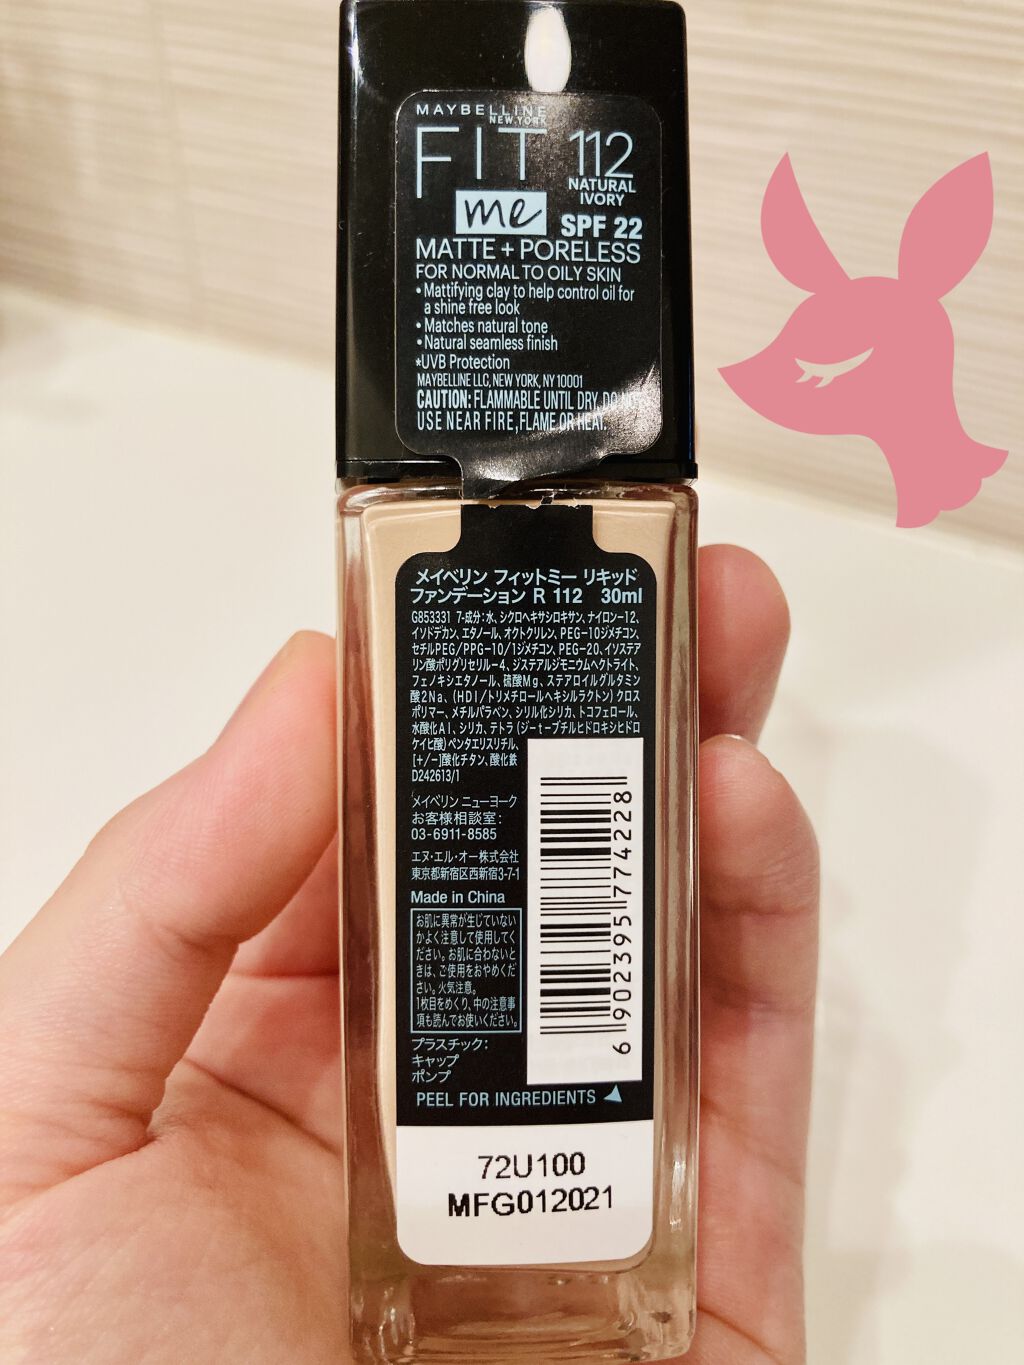 MAYBELLINE
NEW YORK
FIT 112
NATURAL
IVORY
me SPF 22
MATTE + PORELESS
FOR NORMAL TO OILY SKIN
• Mattifying clay to help control oil for
a shine free look
• Matches natural tone
• Natural seamless finish
*UVB Protection
MAYBELLINE LLC, NEW YORK, NY 10001
CAUTION: FLAMMABLE UNTIL DRY. DO NOT
USE NEAR FIRE, FLAME OR HEAT.
メイベリン フィットミー リキッド
ファンデーション R 112 30ml
G853331 7-成分:水、シクロヘキサシロキサン、ナイロン-12、
イソドデカン、エタノール、オクトクリレン、PEG-10ジメチコン、
セチルPEG/PPG-10/1ジメチコン、PEG-20、イソステア
リン酸ポリグリセリル-4、ジステアルジモニウムヘクトライト、
フェノキシエタノール、硫酸Mg、ステアロイルグルタミン
酸2Na、(HDI/トリメチロールヘキシルラクトン)クロス
ポリマー、メチルパラベン、シリル化シリカ、トコフェロール、
水酸化Al、シリカ、テトラ(ジ-t-ブチルヒドロキシヒドロ
ケイヒ酸)ペンタエリスリチル、
[+/-]酸化チタン、酸化鉄
D242613/1
メイベリン ニューヨーク
お客様相談室:
03-6911-8585
エヌ・エル・オー株式会社
東京都新宿区西新宿3-7-1
Made in China
お肌に異常が生じていない
かよく注意して使用してく
ださい。お肌に合わないと
きは、ご使用をおやめくだ
さい。火気注意。
1枚目をめくり、中の注意事
項も読んでお使いください。
プラスチック:
キャップ
ポンプ
6 902395 774228
PEEL FOR INGREDIENTS
72U100
MFG012021